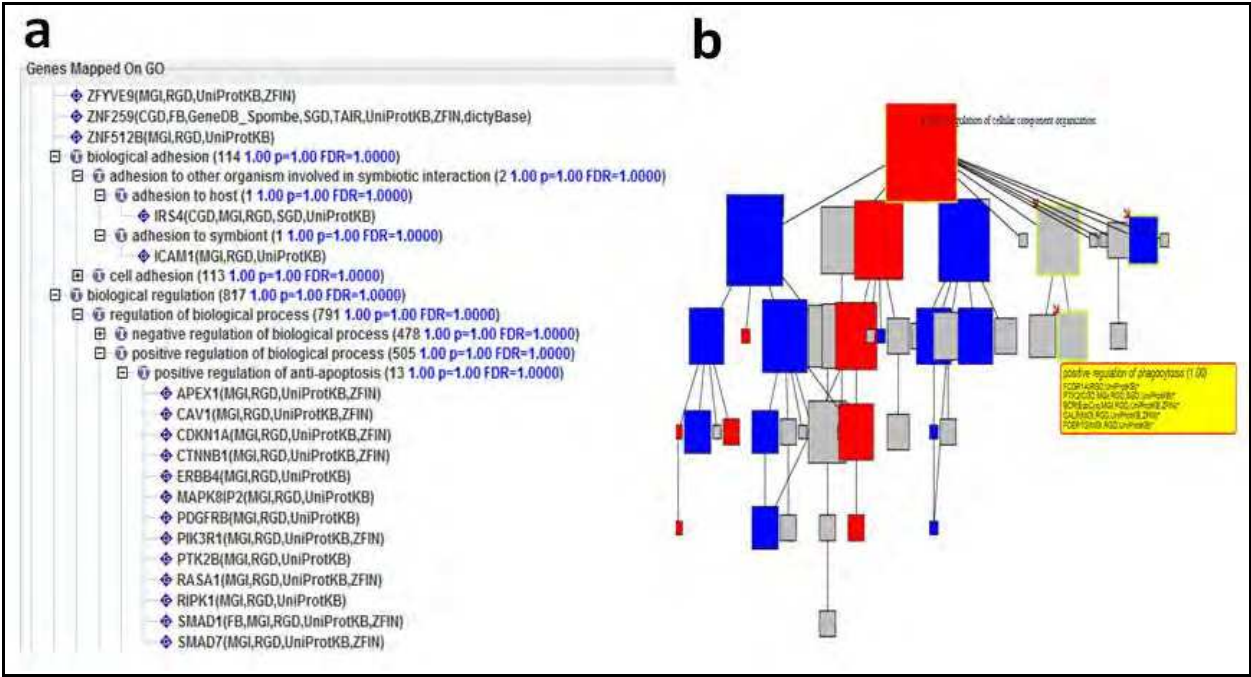 a
Genes Mapped On GO
ZFYVE9(MGI,RGD,UniProtKB,ZFIN)
ZNF259(CGD,FB,GeneDB_Spombe,SGD,TAIR,UniProtKB,ZFIN,dictyBase)
ZNF512B(MGI,RGD,UniProtKB)
biological adhesion (114 1.00 p=1.00 FDR=1.0000)
adhesion to other organism involved in symbiotic interaction (2 1.00 p=1.00 FDR=1.0000)
adhesion to host (1 1.00 p=1.00 FDR=1.0000)
IRS4(CGD,MGI,RGD,SGD,UniProtKB)
adhesion to symbiont (1 1.00 p=1.00 FDR=1.0000)
ICAM1(MGI,RGD,UniProtKB)
cell adhesion (113 1.00 p=1.00 FDR=1.0000)
biological regulation (817 1.00 p=1.00 FDR=1.0000)
regulation of biological process (791 1.00 p=1.00 FDR=1.0000)
negative regulation of biological process (478 1.00 p=1.00 FDR=1.0000)
positive regulation of biological process (505 1.00 p=1.00 FDR=1.0000)
positive regulation of anti-apoptosis (13 1.00 p=1.00 FDR=1.0000)
APEX1(MGI,RGD,UniProtKB,ZFIN)
CAV1(MGI,RGD,UniProtKB,ZFIN)
CDKN1A(MGI,RGD,UniProtKB,ZFIN)
CTNNB1(MGI,RGD,UniProtKB,ZFIN)
ERBB4(MGI,RGD,UniProtKB)
MAPK8IP2(MGI,RGD,UniProtKB)
PDGFRB(MGI,RGD,UniProtKB)
PIK3R1(MGI,RGD,UniProtKB,ZFIN)
PTK2B(MGI,RGD,UniProtKB)
RASA1(MGI,RGD,UniProtKB,ZFIN)
RIPK1(MGI,RGD,UniProtKB)
SMAD1(FB,MGI,RGD,UniProtKB,ZFIN)
SMAD7(MGI,RGD,UniProtKB,ZFIN)
b
regulation of cellular component organization
positive regulation of phagocytosis (1.00)